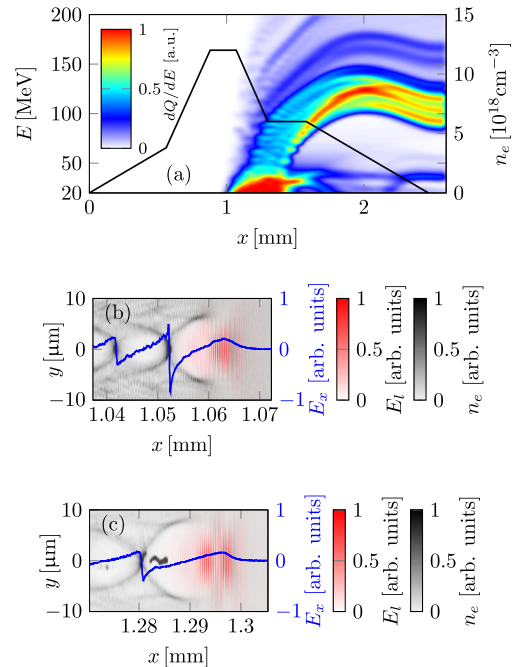 200
150
100
50
20
E [MeV]
1
0.5
0
dQ/dE [a.u.]
(a)
15
10
5
0
n_e [10^18 cm^−3]
0
1
2
x [mm]
(b)
10
0
−10
y [μm]
1.04
1.05
1.06
1.07
x [mm]
1
0
−1
E_x [arb. units]
1
0.5
0
E_l [arb. units]
1
0.5
0
n_e [arb. units]
(c)
10
0
−10
y [μm]
1.28
1.29
1.3
x [mm]
1
0
−1
E_x [arb. units]
1
0.5
0
E_l [arb. units]
1
0.5
0
n_e [arb. units]